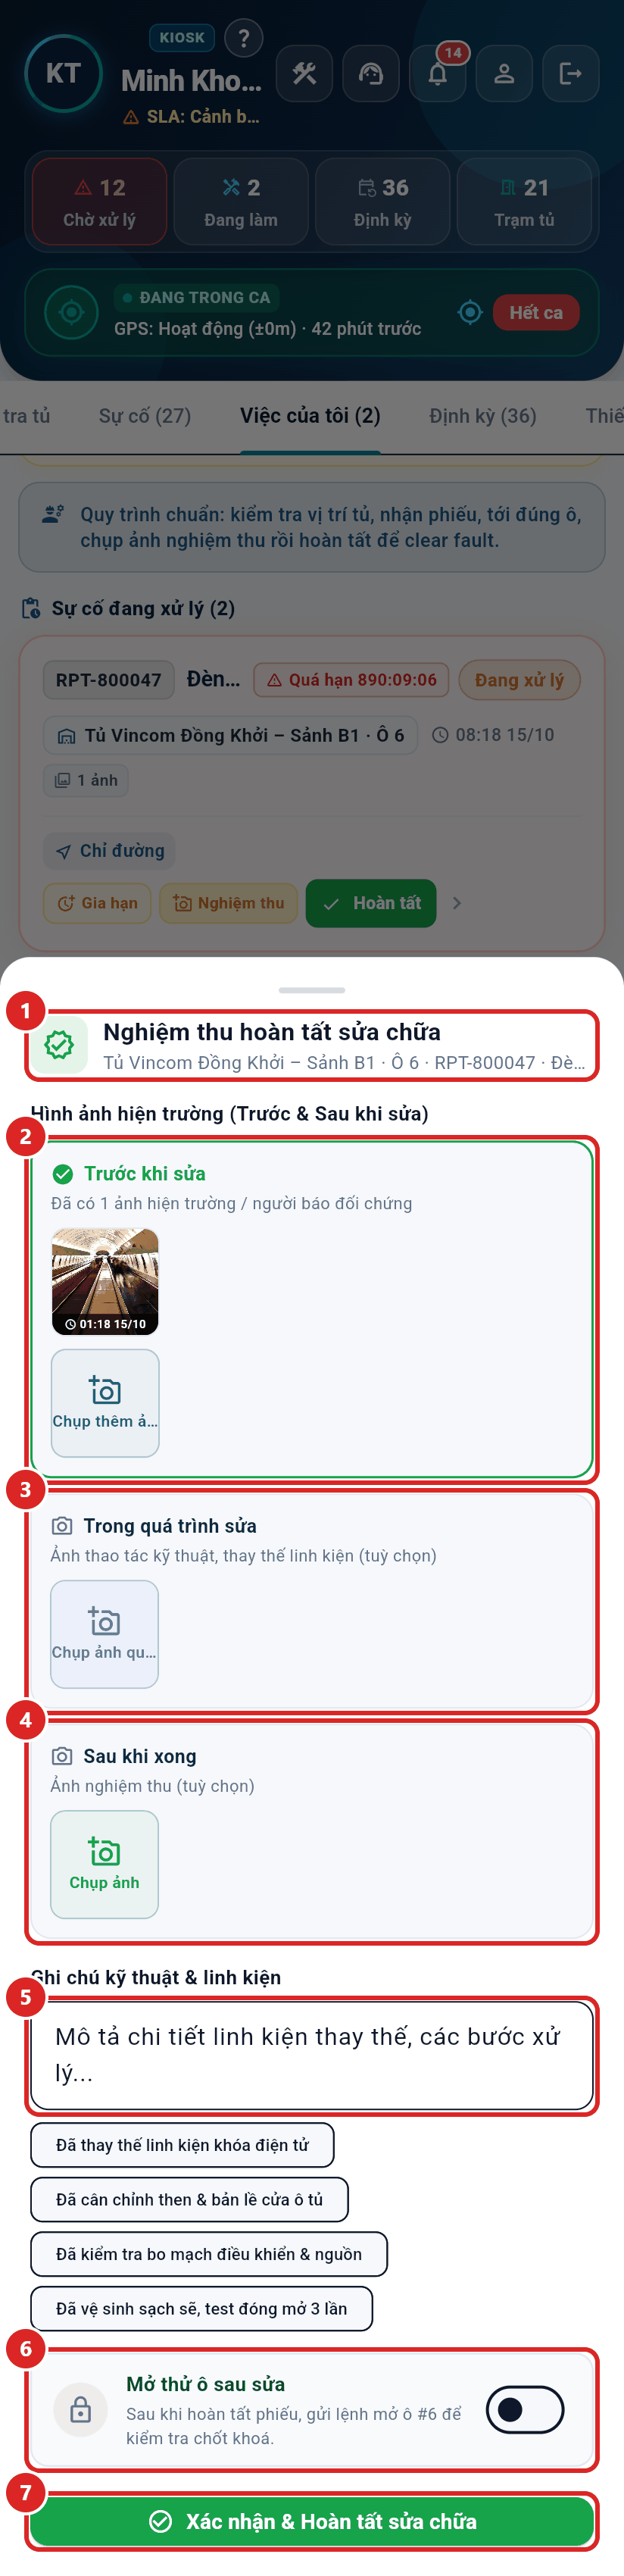 KIOSK
?
KT
Minh Kho...
SLA: Cảnh b...
14
12
Chờ xử lý
2
Đang làm
36
Định kỳ
21
Trạm tủ
ĐANG TRONG CA
GPS: Hoạt động (±0m) · 42 phút trước
Hết ca
tra tủ
Sự cố (27)
Việc của tôi (2)
Định kỳ (36)
Thiế
Quy trình chuẩn: kiểm tra vị trí tủ, nhận phiếu, tới đúng ô,
chụp ảnh nghiệm thu rồi hoàn tất để clear fault.
Sự cố đang xử lý (2)
RPT-800047
Đèn...
Quá hạn 890:09:06
Đang xử lý
Tủ Vincom Đồng Khởi – Sảnh B1 · Ô 6
08:18 15/10
1 ảnh
Chỉ đường
Gia hạn
Nghiệm thu
Hoàn tất
1
Nghiệm thu hoàn tất sửa chữa
Tủ Vincom Đồng Khởi – Sảnh B1 · Ô 6 · RPT-800047 · Đè...
Hình ảnh hiện trường (Trước & Sau khi sửa)
2
Trước khi sửa
Đã có 1 ảnh hiện trường / người báo đối chứng
01:18 15/10
Chụp thêm ả...
3
Trong quá trình sửa
Ảnh thao tác kỹ thuật, thay thế linh kiện (tuỳ chọn)
Chụp ảnh qu...
4
Sau khi xong
Ảnh nghiệm thu (tuỳ chọn)
Chụp ảnh
Ghi chú kỹ thuật & linh kiện
5
Mô tả chi tiết linh kiện thay thế, các bước xử
lý...
Đã thay thế linh kiện khóa điện tử
Đã cân chỉnh then & bản lề cửa ô tủ
Đã kiểm tra bo mạch điều khiển & nguồn
Đã vệ sinh sạch sẽ, test đóng mở 3 lần
6
Mở thử ô sau sửa
Sau khi hoàn tất phiếu, gửi lệnh mở ô #6 để
kiểm tra chốt khoá.
7
Xác nhận & Hoàn tất sửa chữa